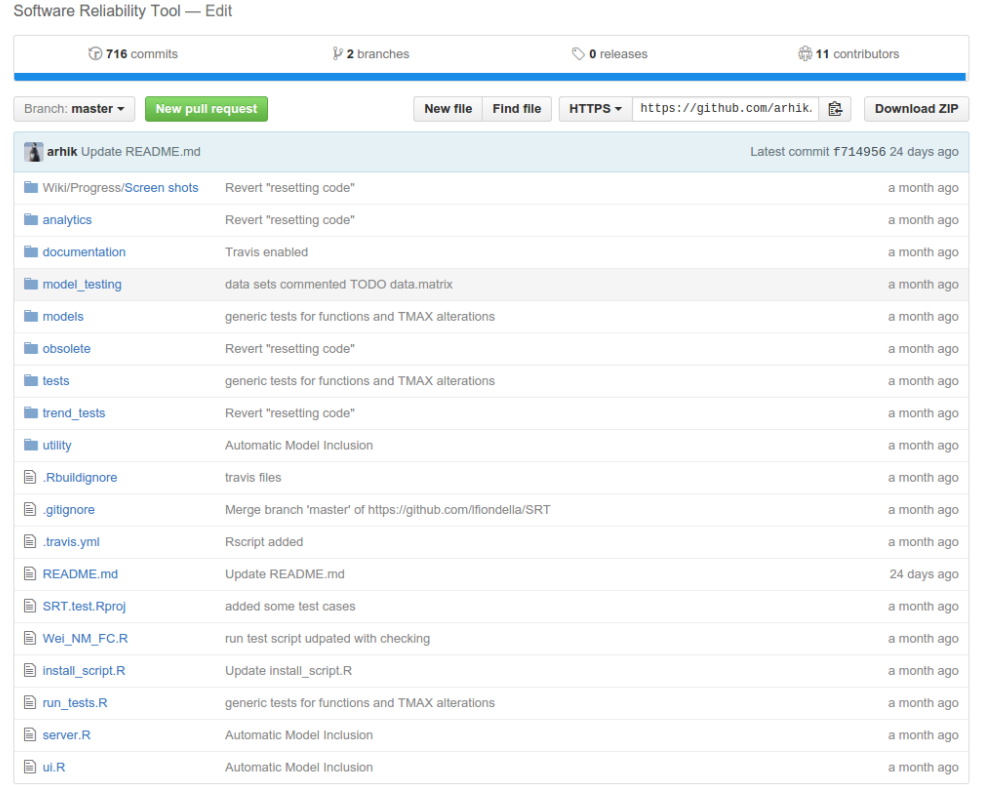 Software Reliability Tool — Edit
716 commits 2 branches 0 releases 11 contributors
Branch: master New pull request New file Find file HTTPS https://github.com/arhik. Download ZIP
arhik Update README.md Latest commit f714956 24 days ago
Wiki/Progress/Screen shots Revert "resetting code" a month ago
analytics Revert "resetting code" a month ago
documentation Travis enabled a month ago
model_testing data sets commented TODO data.matrix a month ago
models generic tests for functions and TMAX alterations a month ago
obsolete Revert "resetting code" a month ago
tests generic tests for functions and TMAX alterations a month ago
trend_tests Revert "resetting code" a month ago
utility Automatic Model Inclusion a month ago
.Rbuildignore travis files a month ago
.gitignore Merge branch 'master' of https://github.com/lfiondella/SRT a month ago
.travis.yml Rscript added a month ago
README.md Update README.md 24 days ago
SRT.test.Rproj added some test cases a month ago
Wei_NM_FC.R run test script udpated with checking a month ago
install_script.R Update install_script.R a month ago
run_tests.R generic tests for functions and TMAX alterations a month ago
server.R Automatic Model Inclusion a month ago
ui.R Automatic Model Inclusion a month ago